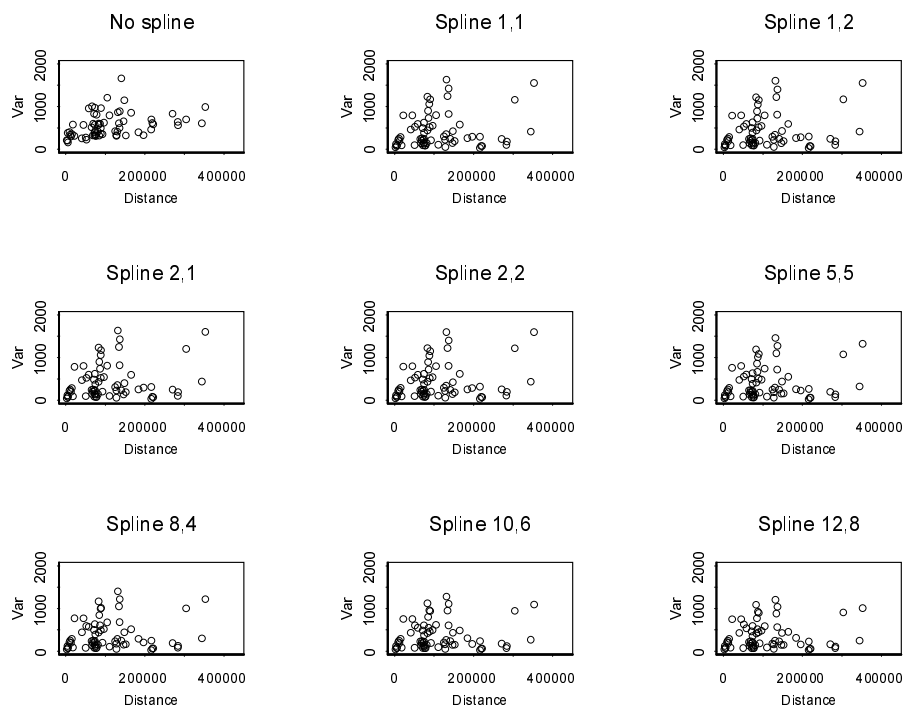 No spline
Spline 1,1
Spline 1,2
Var
2000
1000
0
0 200000 400000
Distance
Var
2000
1000
0
0 200000 400000
Distance
Var
2000
1000
0
0 200000 400000
Distance
Spline 2,1
Spline 2,2
Spline 5,5
Var
2000
1000
0
0 200000 400000
Distance
Var
2000
1000
0
0 200000 400000
Distance
Var
2000
1000
0
0 200000 400000
Distance
Spline 8,4
Spline 10,6
Spline 12,8
Var
2000
1000
0
0 200000 400000
Distance
Var
2000
1000
0
0 200000 400000
Distance
Var
2000
1000
0
0 200000 400000
Distance